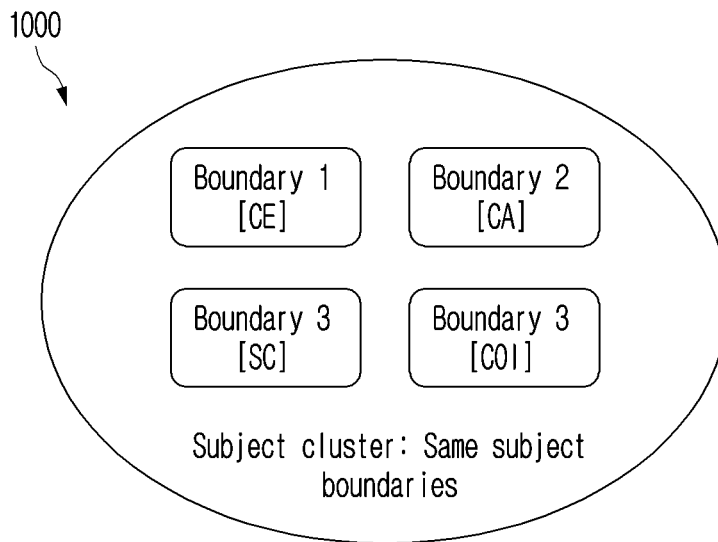 1000
Boundary 1
[CE]
Boundary 2
[CA]
Boundary 3
[SC]
Boundary 3
[COI]
Subject cluster: Same subject
boundaries